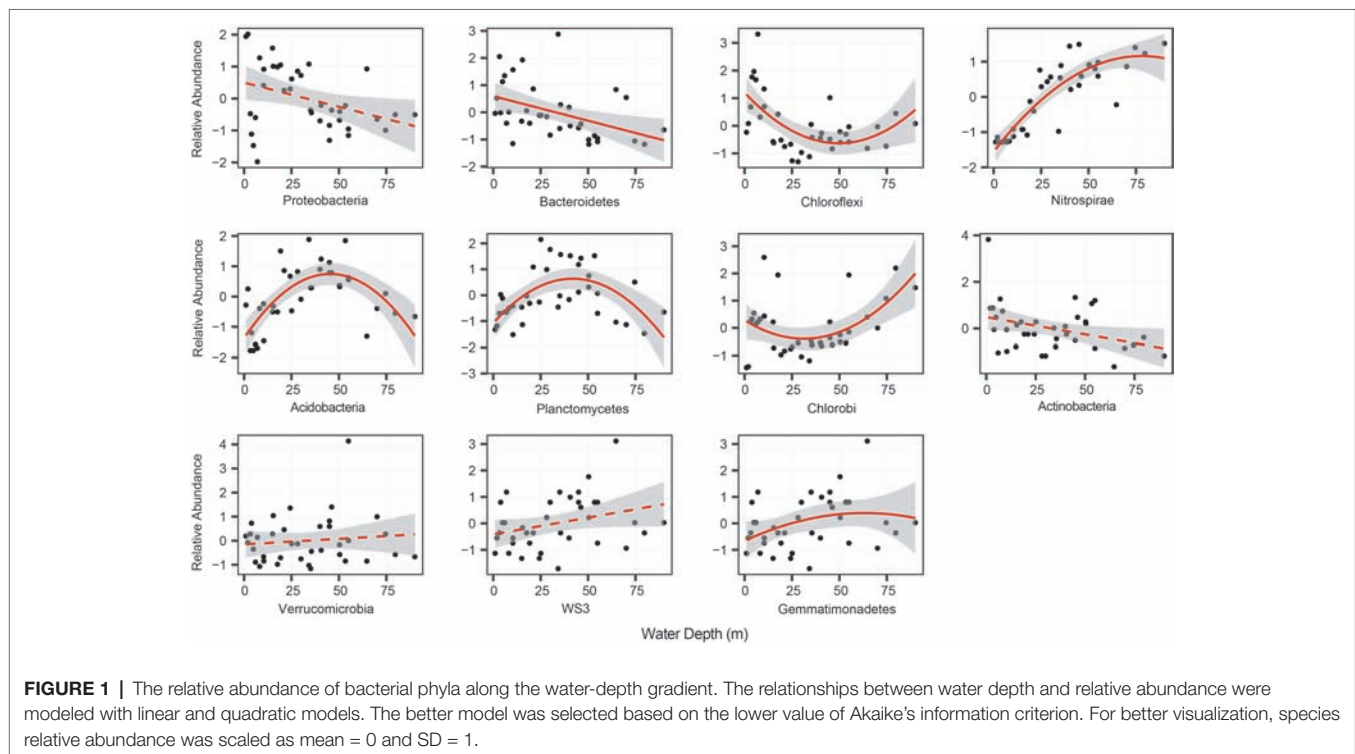 Relative Abundance
2
1
0
−1
−2
0 25 50 75
Proteobacteria
3
2
1
0
−1
−2
0 25 50 75
Bacteroidetes
3
2
1
0
−1
0 25 50 75
Chloroflexi
1
0
−1
−2
0 25 50 75
Nitrospirae
Relative Abundance
2
1
0
−1
−2
0 25 50 75
Acidobacteria
2
1
0
−1
−2
−3
0 25 50 75
Planctomycetes
3
2
1
0
−1
0 25 50 75
Chlorobi
4
2
0
0 25 50 75
Actinobacteria
Relative Abundance
4
3
2
1
0
−1
0 25 50 75
Verrucomicrobia
3
2
1
0
−1
0 25 50 75
WS3
3
2
1
0
−1
0 25 50 75
Gemmatimonadetes
Water Depth (m)
FIGURE 1 | The relative abundance of bacterial phyla along the water-depth gradient. The relationships between water depth and relative abundance were
modeled with linear and quadratic models. The better model was selected based on the lower value of Akaike's information criterion. For better visualization, species
relative abundance was scaled as mean = 0 and SD = 1.